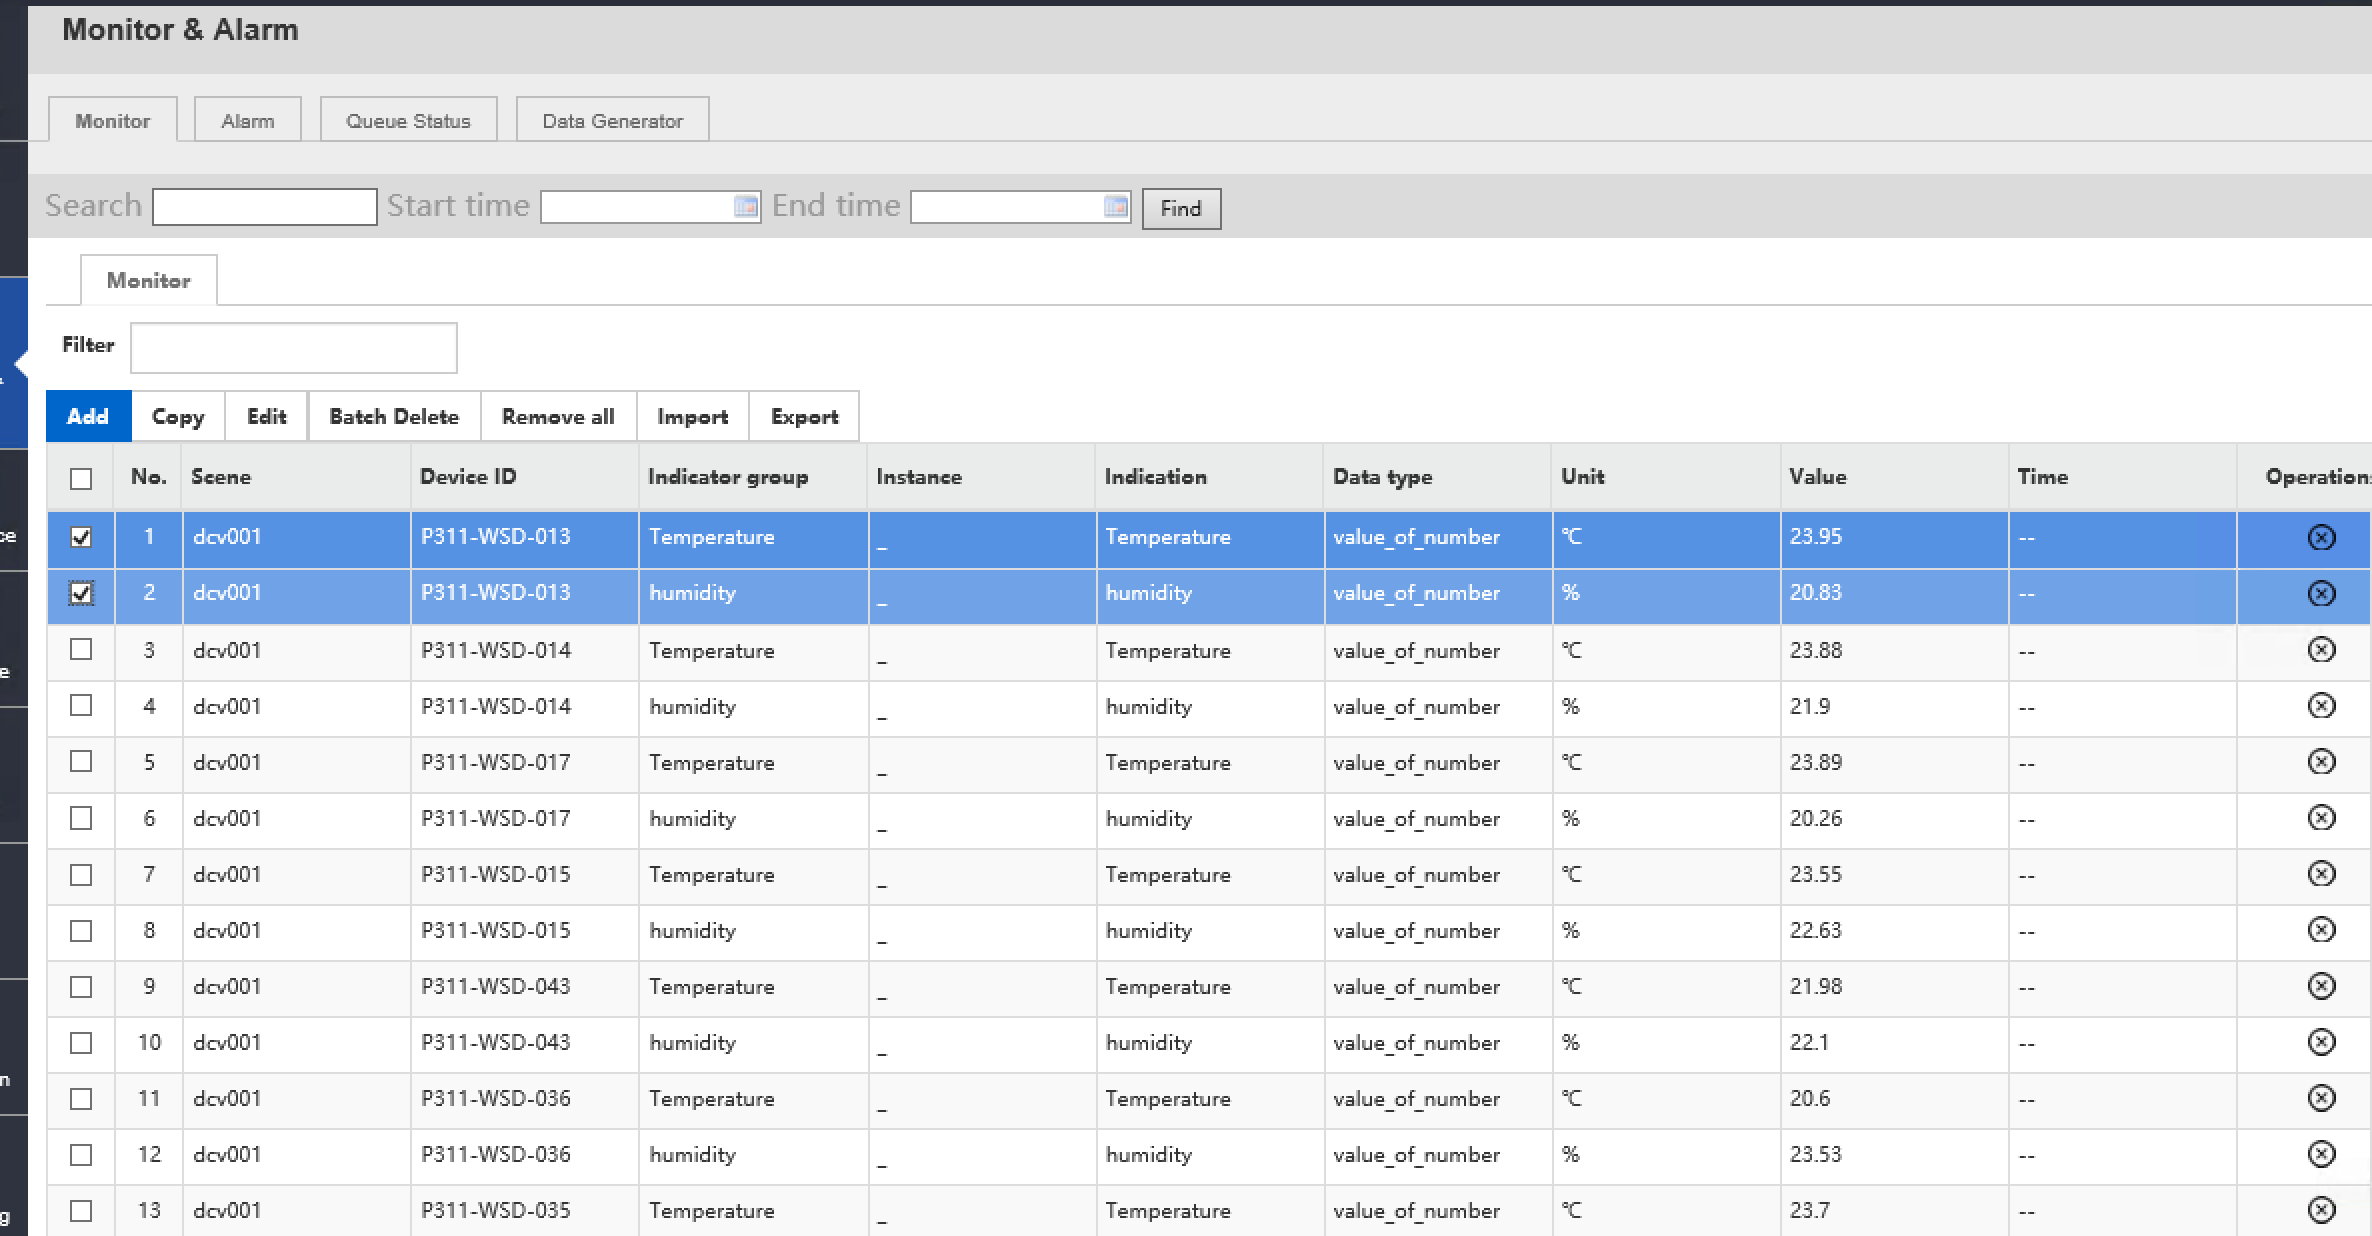 Monitor & Alarm
Monitor Alarm Queue Status Data Generator
Search Start time End time Find
Monitor
Filter
Add Copy Edit Batch Delete Remove all Import Export
No. Scene Device ID Indicator group Instance Indication Data type Unit Value Time Operation
1 dcv001 P311-WSD-013 Temperature _ Temperature value_of_number ℃ 23.95 --
2 dcv001 P311-WSD-013 humidity _ humidity value_of_number % 20.83 --
3 dcv001 P311-WSD-014 Temperature _ Temperature value_of_number ℃ 23.88 --
4 dcv001 P311-WSD-014 humidity _ humidity value_of_number % 21.9 --
5 dcv001 P311-WSD-017 Temperature _ Temperature value_of_number ℃ 23.89 --
6 dcv001 P311-WSD-017 humidity _ humidity value_of_number % 20.26 --
7 dcv001 P311-WSD-015 Temperature _ Temperature value_of_number ℃ 23.55 --
8 dcv001 P311-WSD-015 humidity _ humidity value_of_number % 22.63 --
9 dcv001 P311-WSD-043 Temperature _ Temperature value_of_number ℃ 21.98 --
10 dcv001 P311-WSD-043 humidity _ humidity value_of_number % 22.1 --
11 dcv001 P311-WSD-036 Temperature _ Temperature value_of_number ℃ 20.6 --
12 dcv001 P311-WSD-036 humidity _ humidity value_of_number % 23.53 --
13 dcv001 P311-WSD-035 Temperature _ Temperature value_of_number ℃ 23.7 --